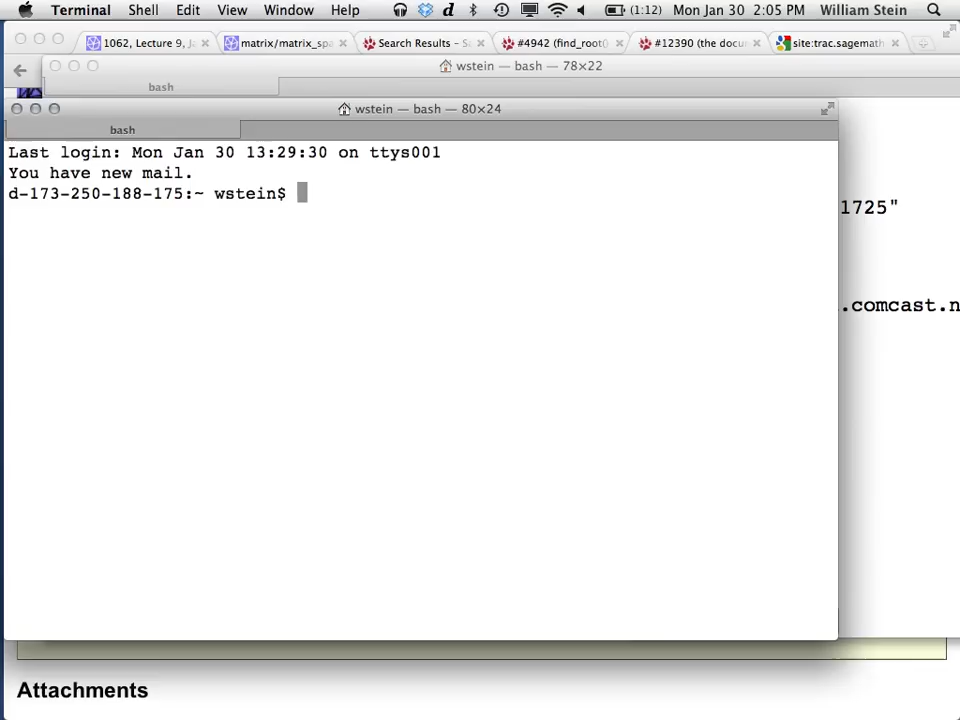 Terminal Shell Edit View Window Help (1:12) Mon Jan 30 2:05 PM William Stein
1062, Lecture 9, J
matrix/matrix_spa
Search Results - S
#4942 (find_root()
#12390 (the docu
site:trac.sagemath
wstein — bash — 78×22
bash
wstein — bash — 80×24
bash
Last login: Mon Jan 30 13:29:30 on ttys001
You have new mail.
d-173-250-188-175:~ wstein$
1725"
.comcast.n
Attachments